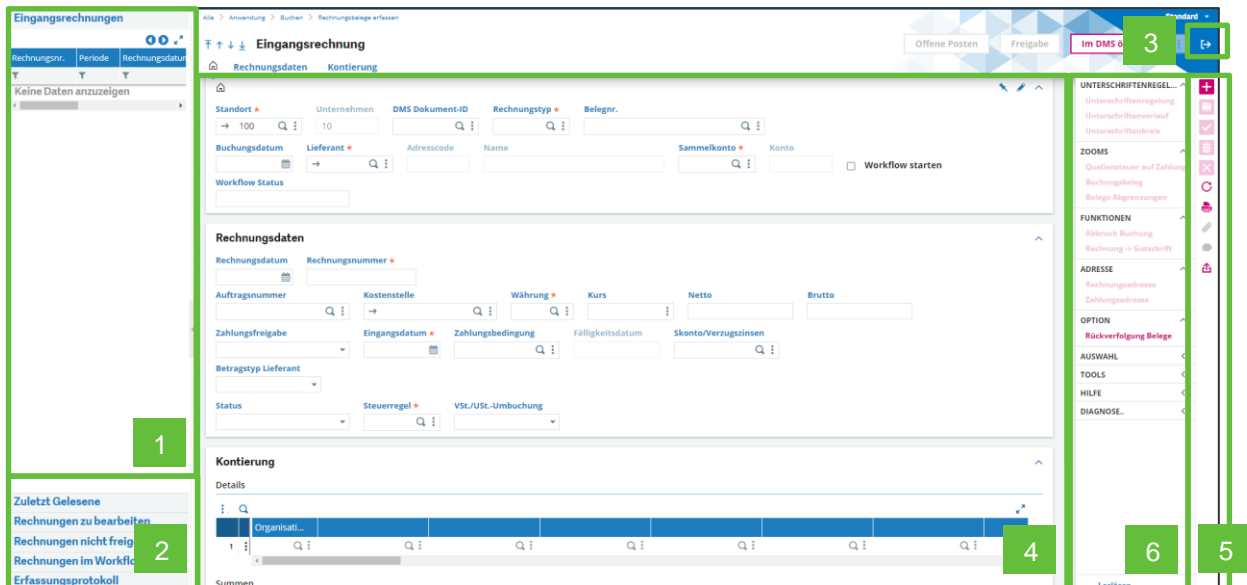 Eingangsrechnungen
Rechnungsnr. Periode Rechnungsdatum
Keine Daten anzuzeigen
1
Zuletzt Gelesene
Rechnungen zu bearbeiten
Rechnungen nicht freig
Rechnungen im Workflo
Erfassungsprotokoll
2
Alle > Anwendung > Buchen > Rechnungsbelege erfassen
Standard
Eingangsrechnung
Offene Posten Freigabe Im DMS ö
3
Rechnungsdaten Kontierung
Standort * Unternehmen DMS Dokument-ID Rechnungstyp * Belegnr.
100 10
Buchungsdatum Lieferant * Adresscode Name Sammelkonto * Konto
Workflow starten
Workflow Status
Rechnungsdaten
Rechnungsdatum Rechnungsnummer *
Auftragsnummer Kostenstelle Währung * Kurs Netto Brutto
Zahlungsfreigabe Eingangsdatum * Zahlungsbedingung Fälligkeitsdatum Skonto/Verzugszinsen
Betragstyp Lieferant
Status Steuerregel * VSt./USt.-Umbuchung
Kontierung
Details
Organisati...
1
Summen
4
UNTERSCHRIFTENREGEL...
Unterschriftenregelung
Unterschriftenverlauf
Unterschriftenkreis
ZOOMS
Quellensteuer auf Zahlung
Buchungsbeleg
Belege Abgrenzungen
FUNKTIONEN
Abbruch Buchung
Rechnung -> Gutschrift
ADRESSE
Rechnungsadresse
Zahlungsadresse
OPTION
Rückverfolgung Belege
AUSWAHL
TOOLS
HILFE
DIAGNOSE..
6
5